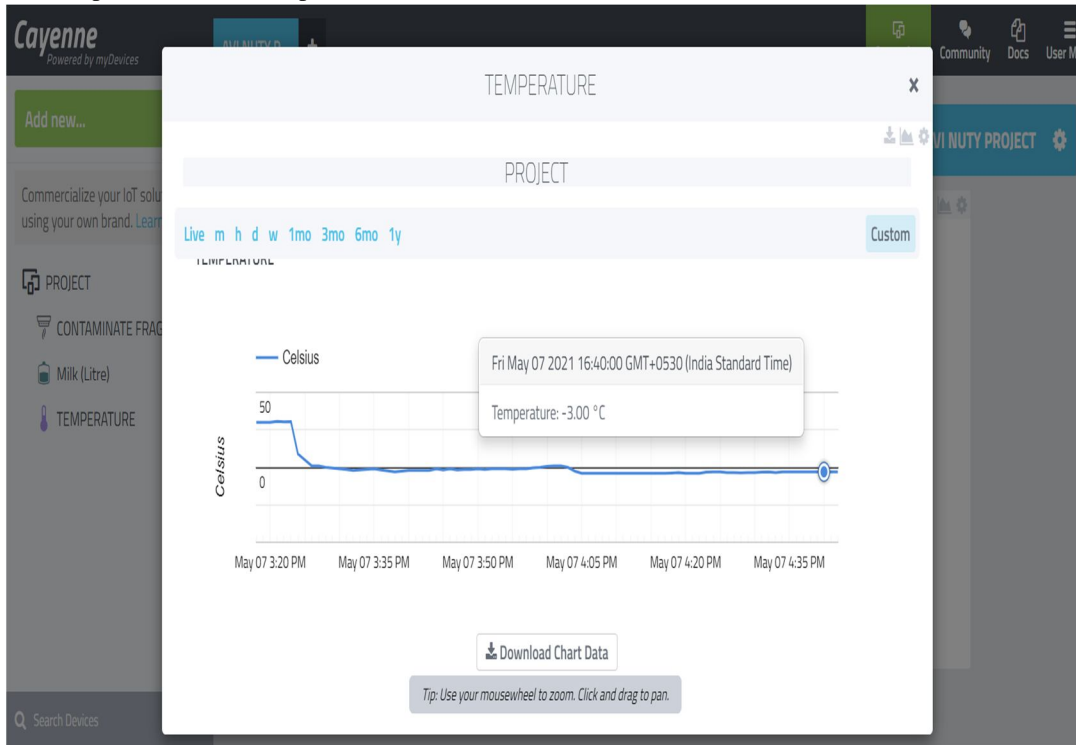 Cayenne
Powered by myDevices
+
Community
Docs
User M
Add new...
TEMPERATURE
x
VI NUTY PROJECT
PROJECT
Commercialize your IoT solu
using your own brand. Learn
Live m h d w 1mo 3mo 6mo 1y
Custom
TEMPERATURE
PROJECT
CONTAMINATE FRAG
Milk (Litre)
TEMPERATURE
Celsius
Fri May 07 2021 16:40:00 GMT+0530 (India Standard Time)
Temperature: -3.00 °C
50
0
Celsius
May 07 3:20 PM
May 07 3:35 PM
May 07 3:50 PM
May 07 4:05 PM
May 07 4:20 PM
May 07 4:35 PM
Download Chart Data
Tip: Use your mousewheel to zoom. Click and drag to pan.
Search Devices